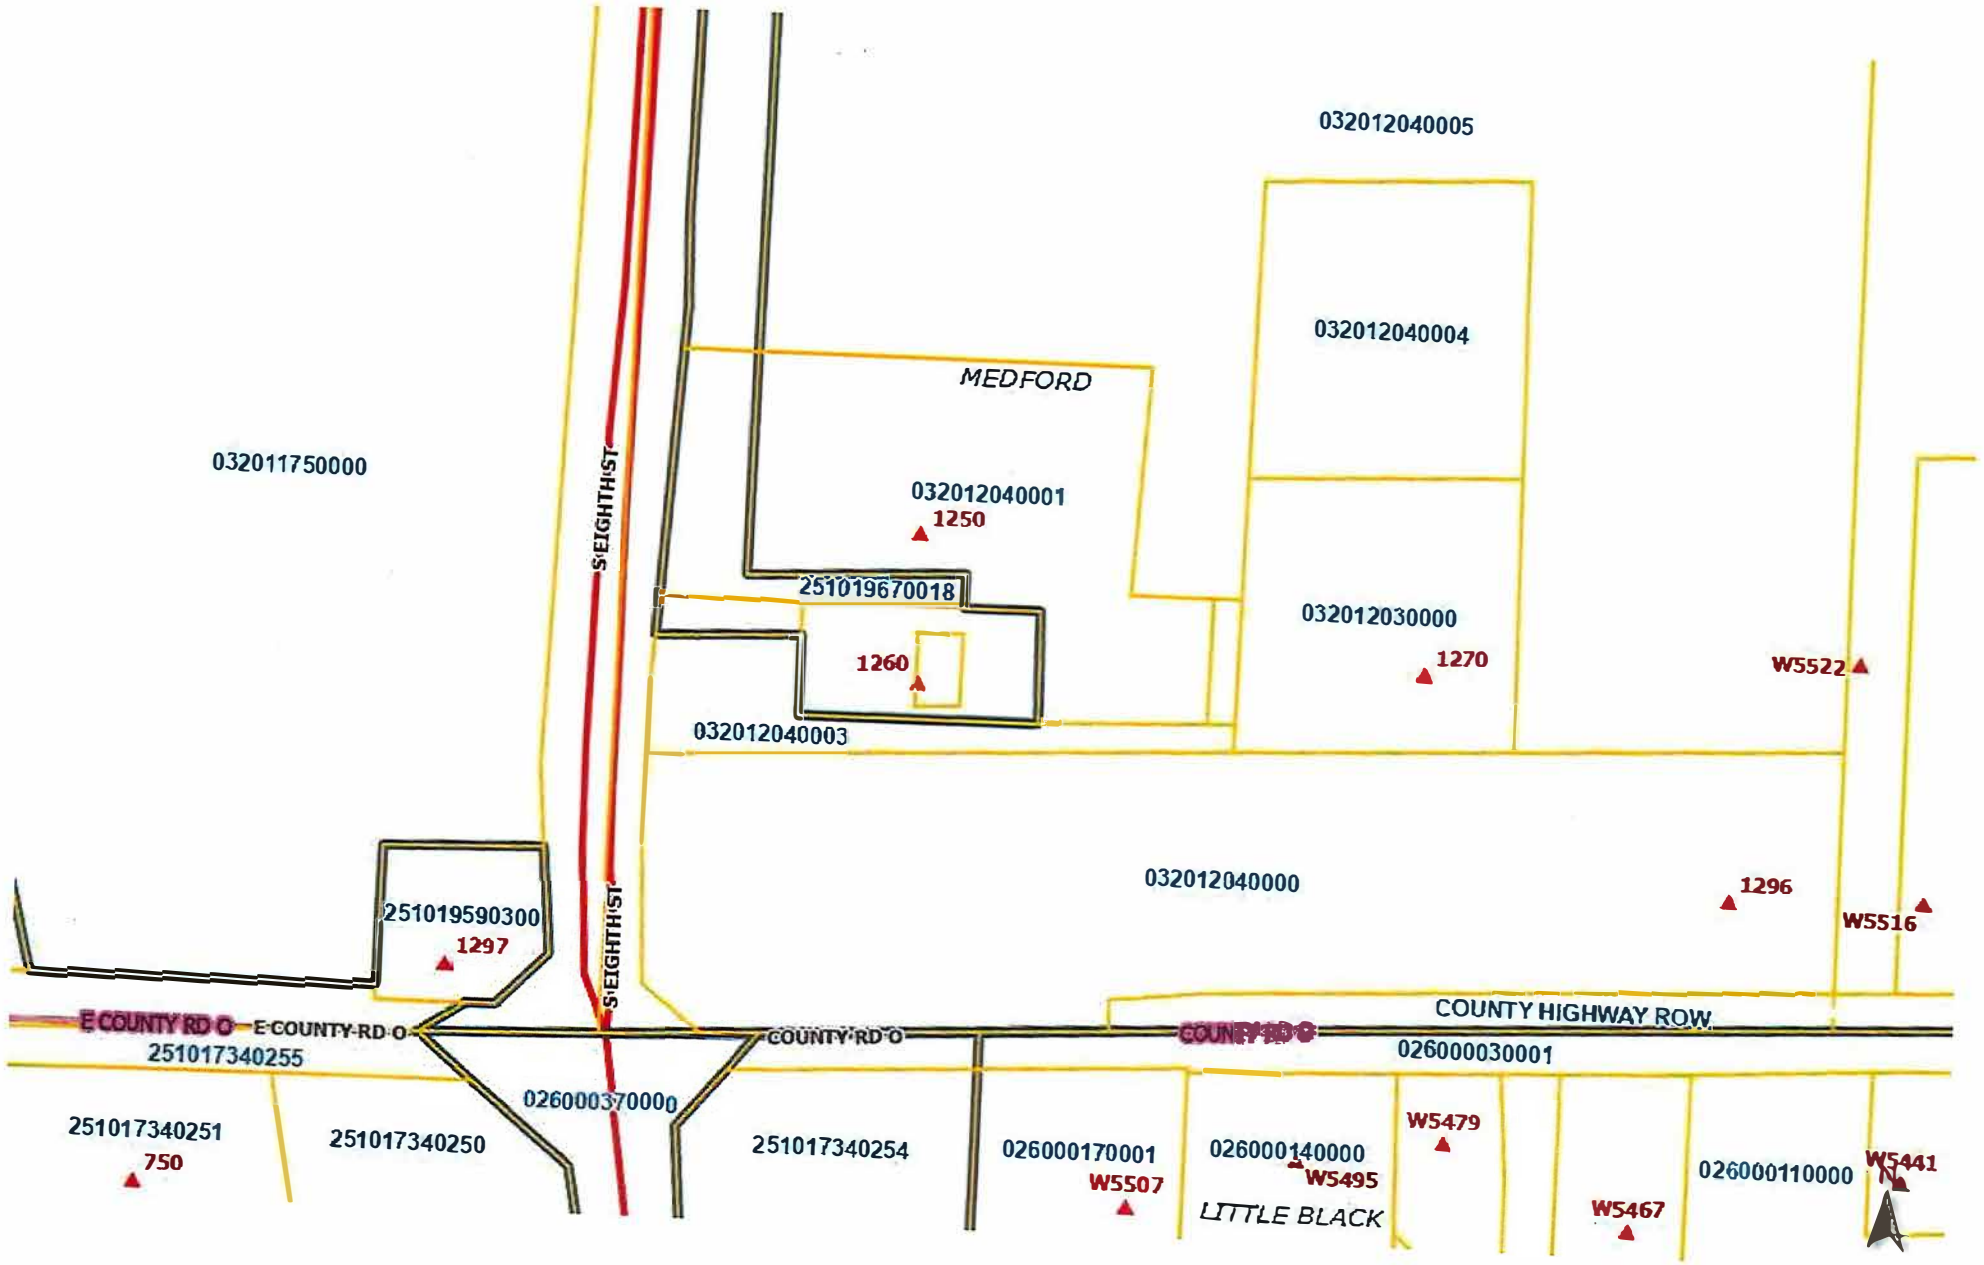 032012040005
032012040004
MEDFORD
032011750000
S EIGHTH ST
032012040001
1250
251019670018
032012030000
1260
1270
W5522
032012040003
032012040000
1296
251019590300
1297
W5516
S EIGHTH ST
COUNTY HIGHWAY ROW
E COUNTY RD O
E COUNTY RD O
COUNTY RD O
COUNTY RD O
251017340255
026000030001
026000370000
251017340251
750
251017340250
251017340254
026000170001
W5507
026000140000
W5495
W5479
LITTLE BLACK
W5467
026000110000
W5441
N